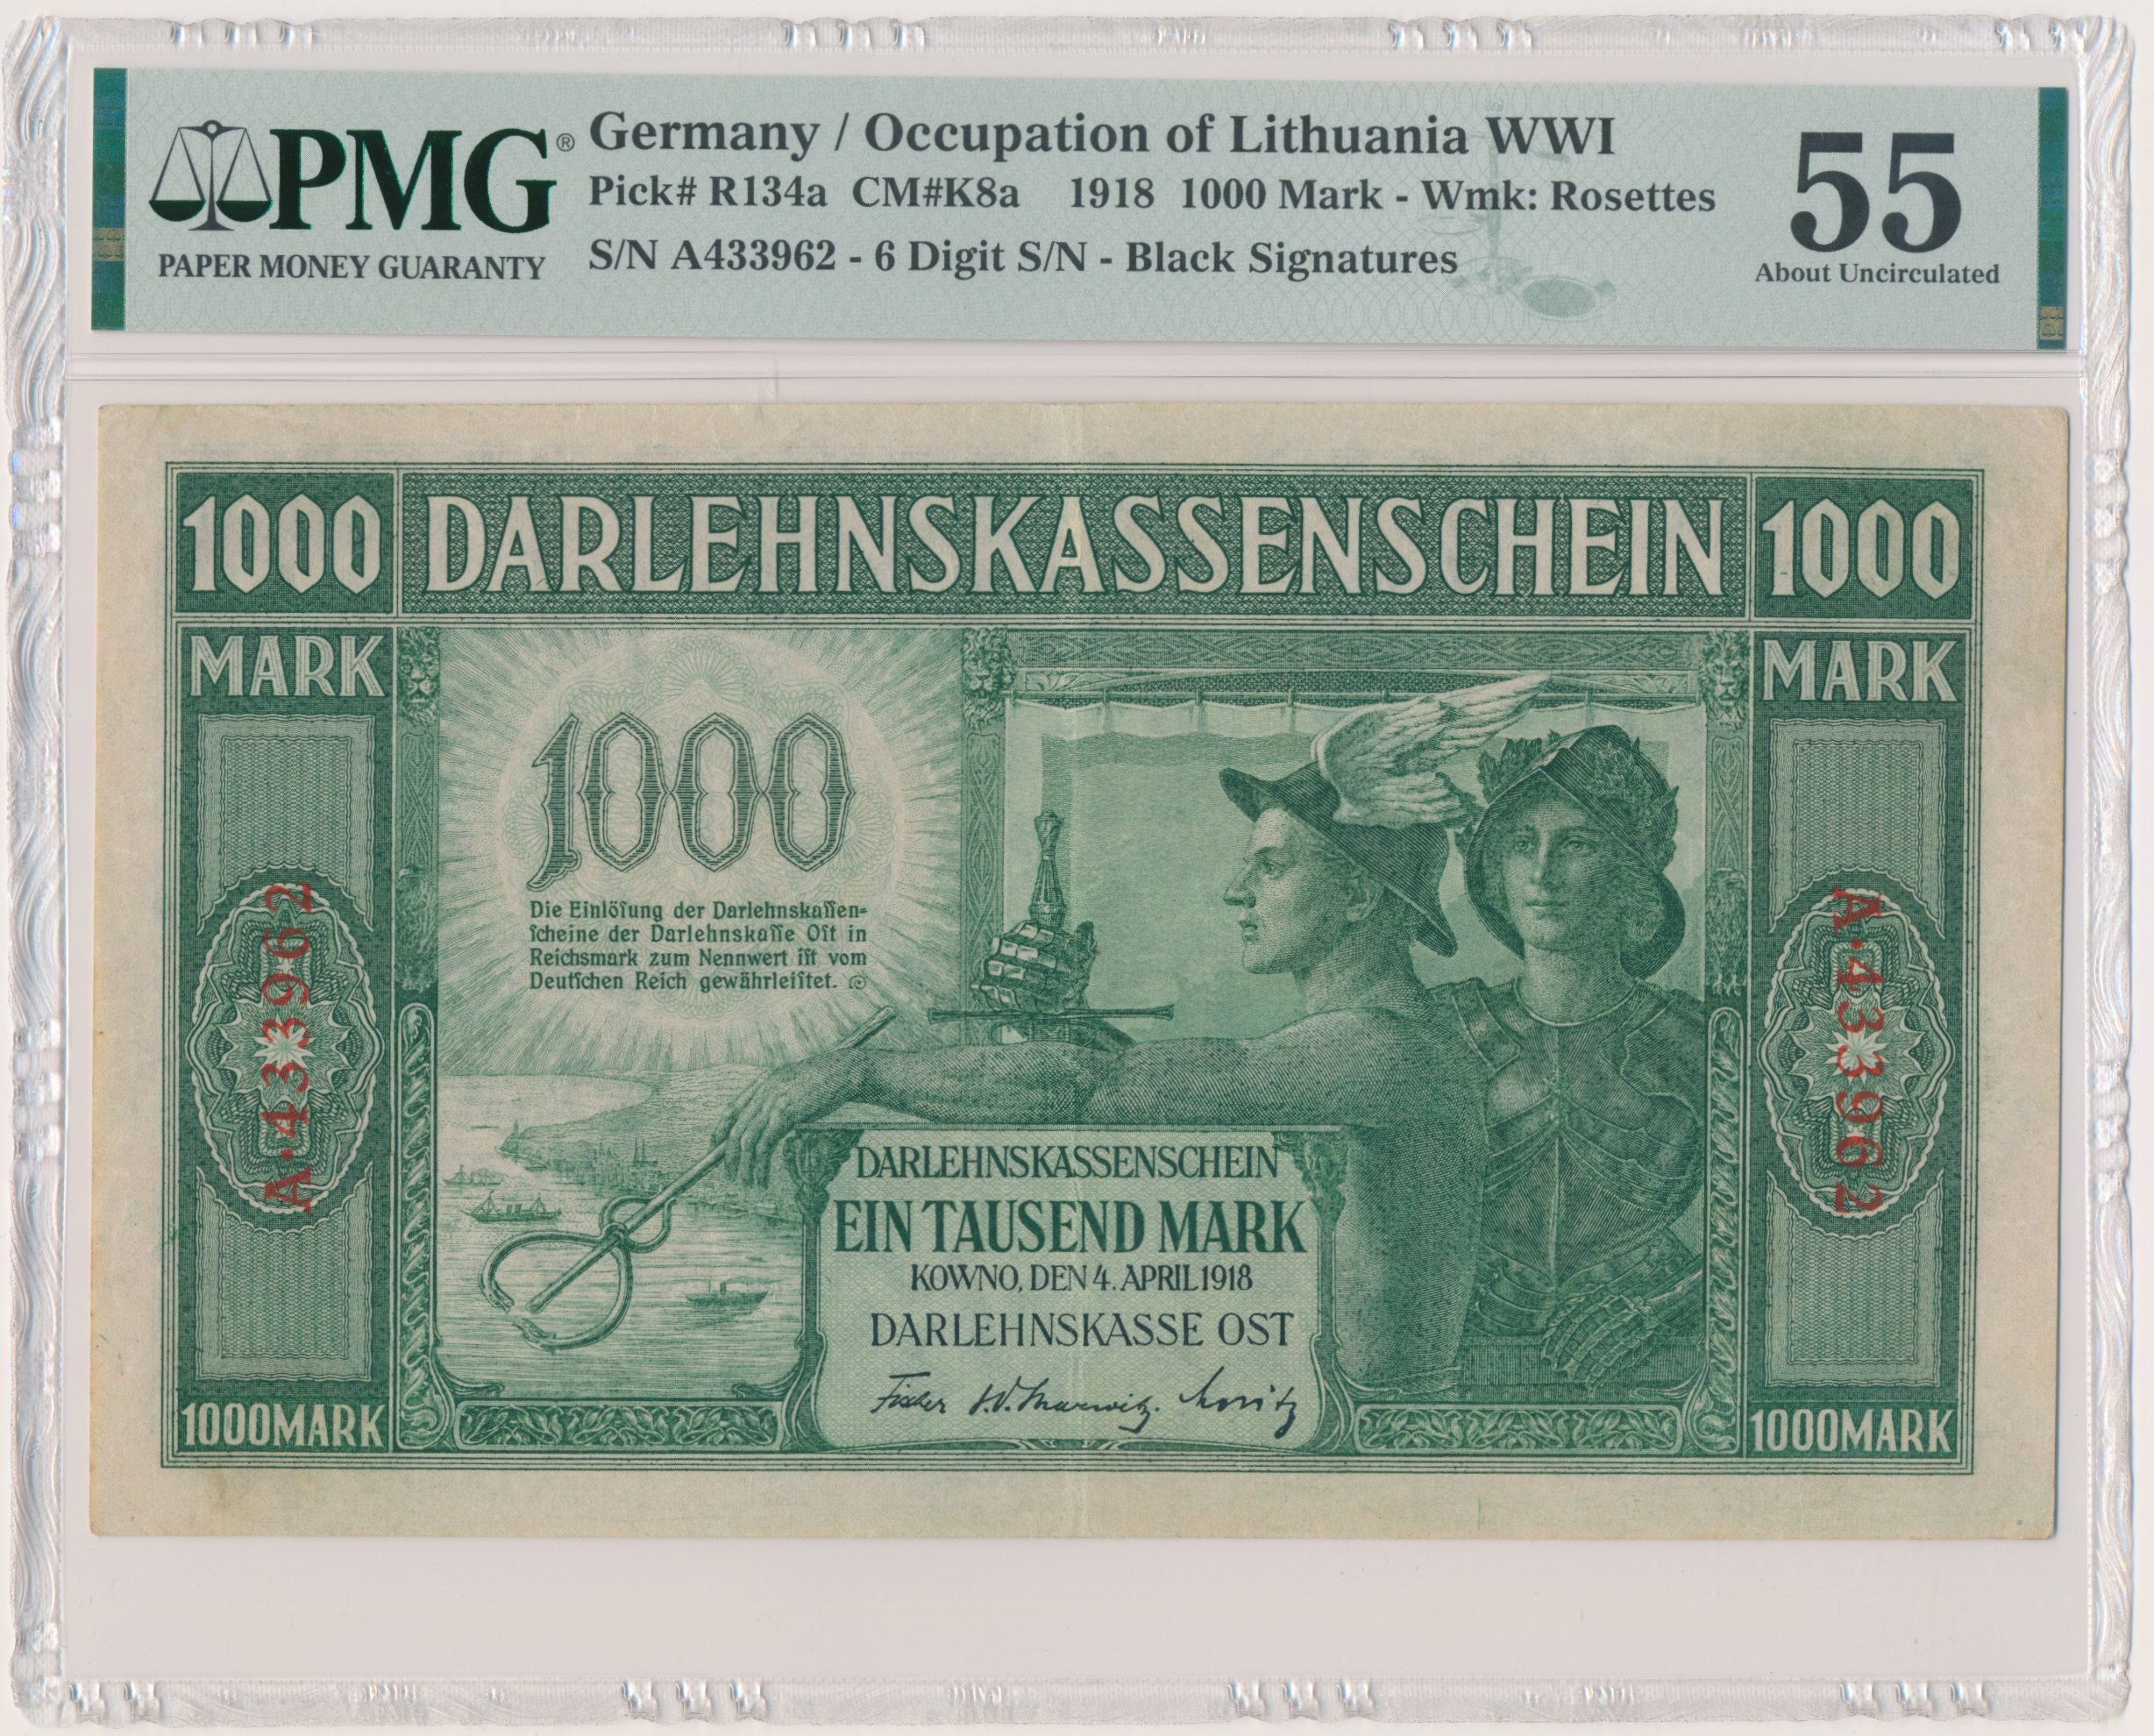 PMG®
PAPER MONEY GUARANTY
Germany / Occupation of Lithuania WWI
Pick# R134a CM#K8a 1918 1000 Mark - Wmk: Rosettes
S/N A433962 - 6 Digit S/N - Black Signatures
55
About Uncirculated
1000 DARLEHNSKASSENSCHEIN 1000
MARK MARK
1000
Die Einlöſung der Darlehnskaſſen-
ſcheine der Darlehnskaſſe Oſt in
Reichsmark zum Nennwert iſt vom
Deutſchen Reich gewährleiſtet.
A·433962
A·433962
DARLEHNSKASSENSCHEIN
EIN TAUSEND MARK
KOWNO, DEN 4. APRIL 1918
DARLEHNSKASSE OST
Fischer v.d. Marwitz. Moritz
1000MARK 1000MARK